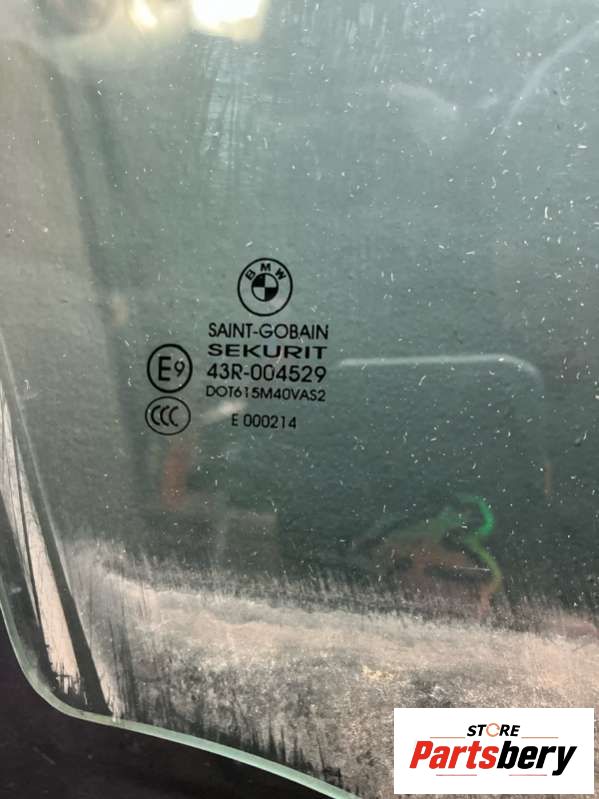 BMW
SAINT-GOBAIN
SEKURIT
E9
43R-004529
DOT615M40VAS2
CCC
E 000214
STORE
Partsbery